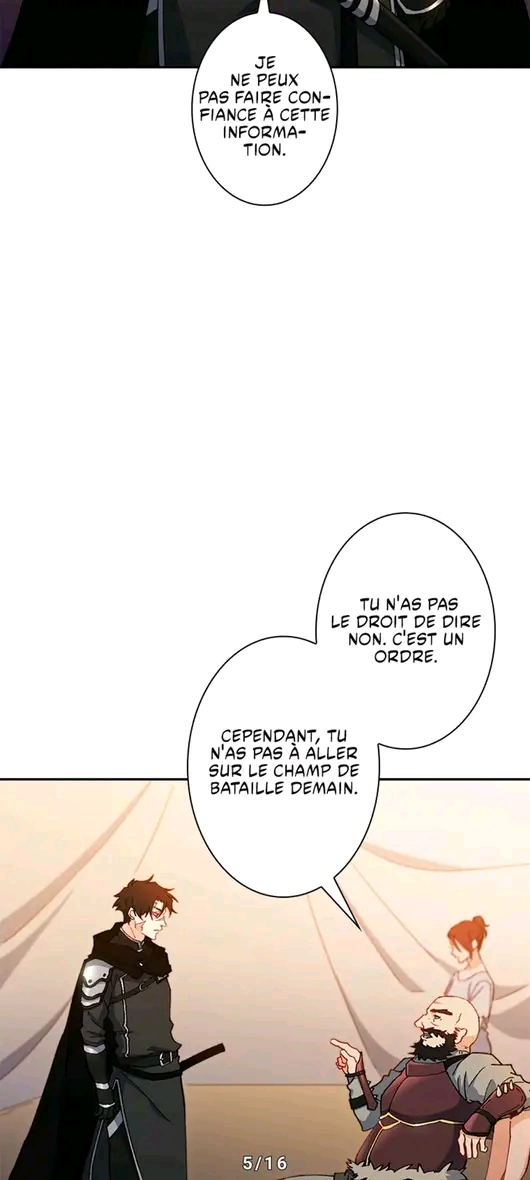 JE
NE PEUX
PAS FAIRE CON-
FIANCE À CETTE
INFORMA-
TION.
TU N'AS PAS
LE DROIT DE DIRE
NON. C'EST UN
ORDRE.
CEPENDANT, TU
N'AS PAS À ALLER
SUR LE CHAMP DE
BATAILLE DEMAIN.
5/16